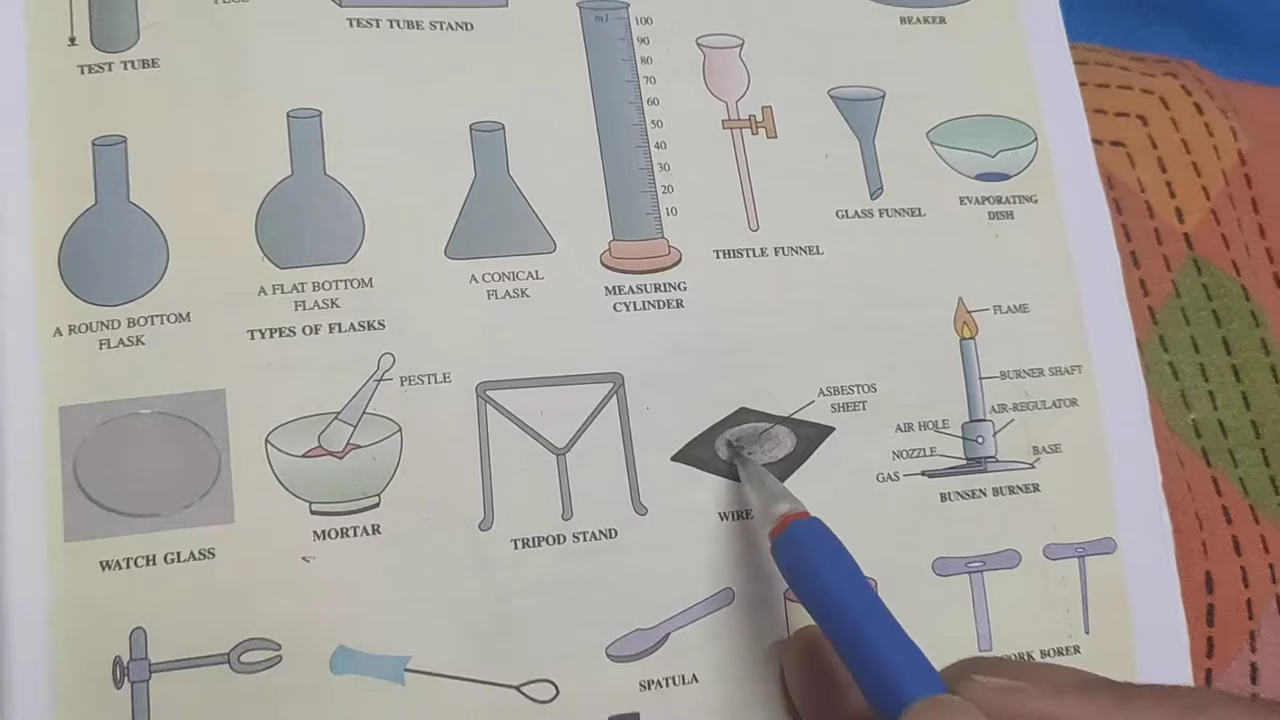 TEST TUBE STAND
BEAKER
TEST TUBE
ml
100
90
80
70
60
50
40
30
20
10
A ROUND BOTTOM
FLASK
A FLAT BOTTOM
FLASK
TYPES OF FLASKS
A CONICAL
FLASK
MEASURING
CYLINDER
THISTLE FUNNEL
GLASS FUNNEL
EVAPORATING
DISH
WATCH GLASS
PESTLE
MORTAR
TRIPOD STAND
ASBESTOS
SHEET
WIRE
FLAME
BURNER SHAFT
AIR-REGULATOR
AIR HOLE
NOZZLE
BASE
GAS
BUNSEN BURNER
SPATULA
BORER